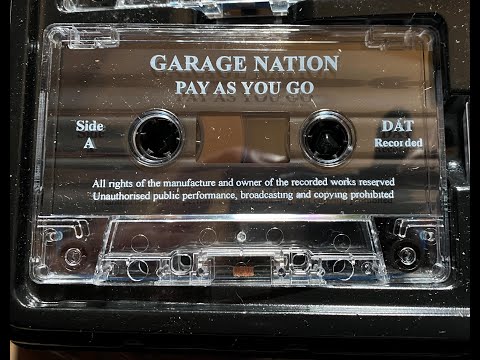 GARAGE NATION
PAY AS YOU GO
Side
A
DAT
Recorded
All rights of the manufacture and owner of the recorded works reserved
Unauthorised public performance, broadcasting and copying prohibited